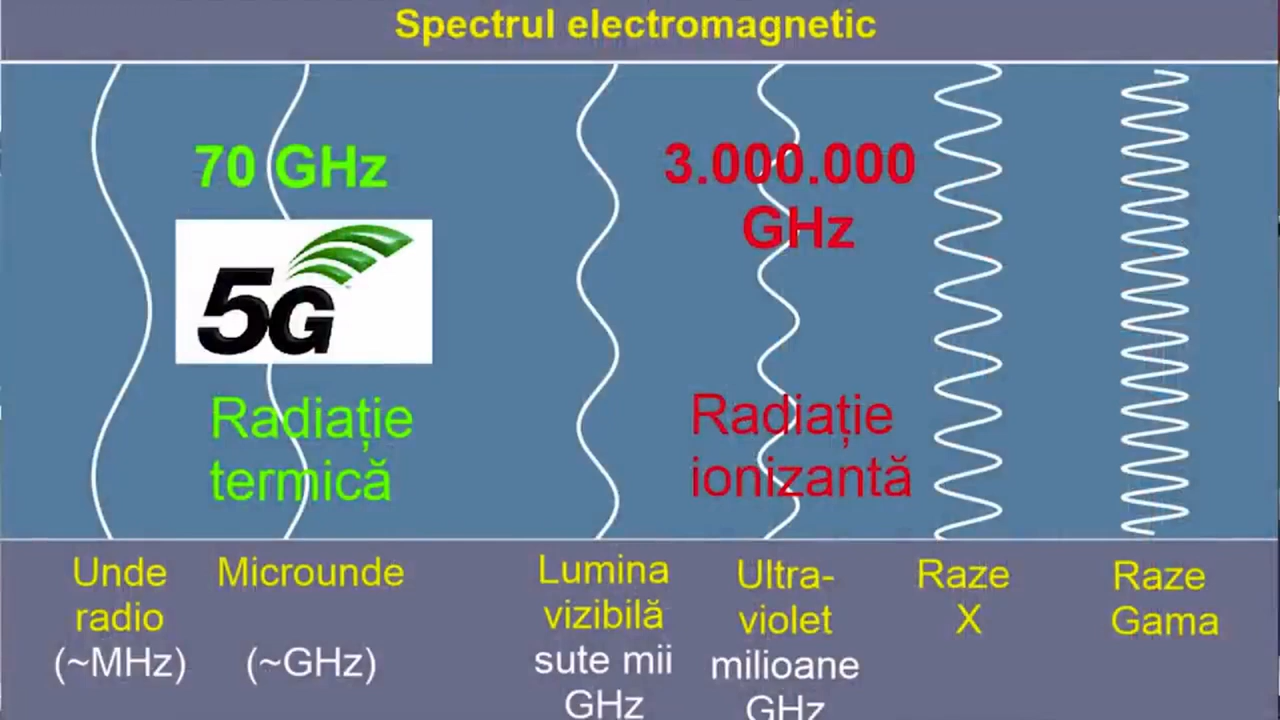 Spectrul electromagnetic
70 GHz
5G
Radiație
termică
3.000.000
GHz
Radiație
ionizantă
Unde
radio
(~MHz)
Microunde
(~GHz)
Lumina
vizibilă
sute mii
GHz
Ultra-
violet
milioane
GHz
Raze
X
Raze
Gama